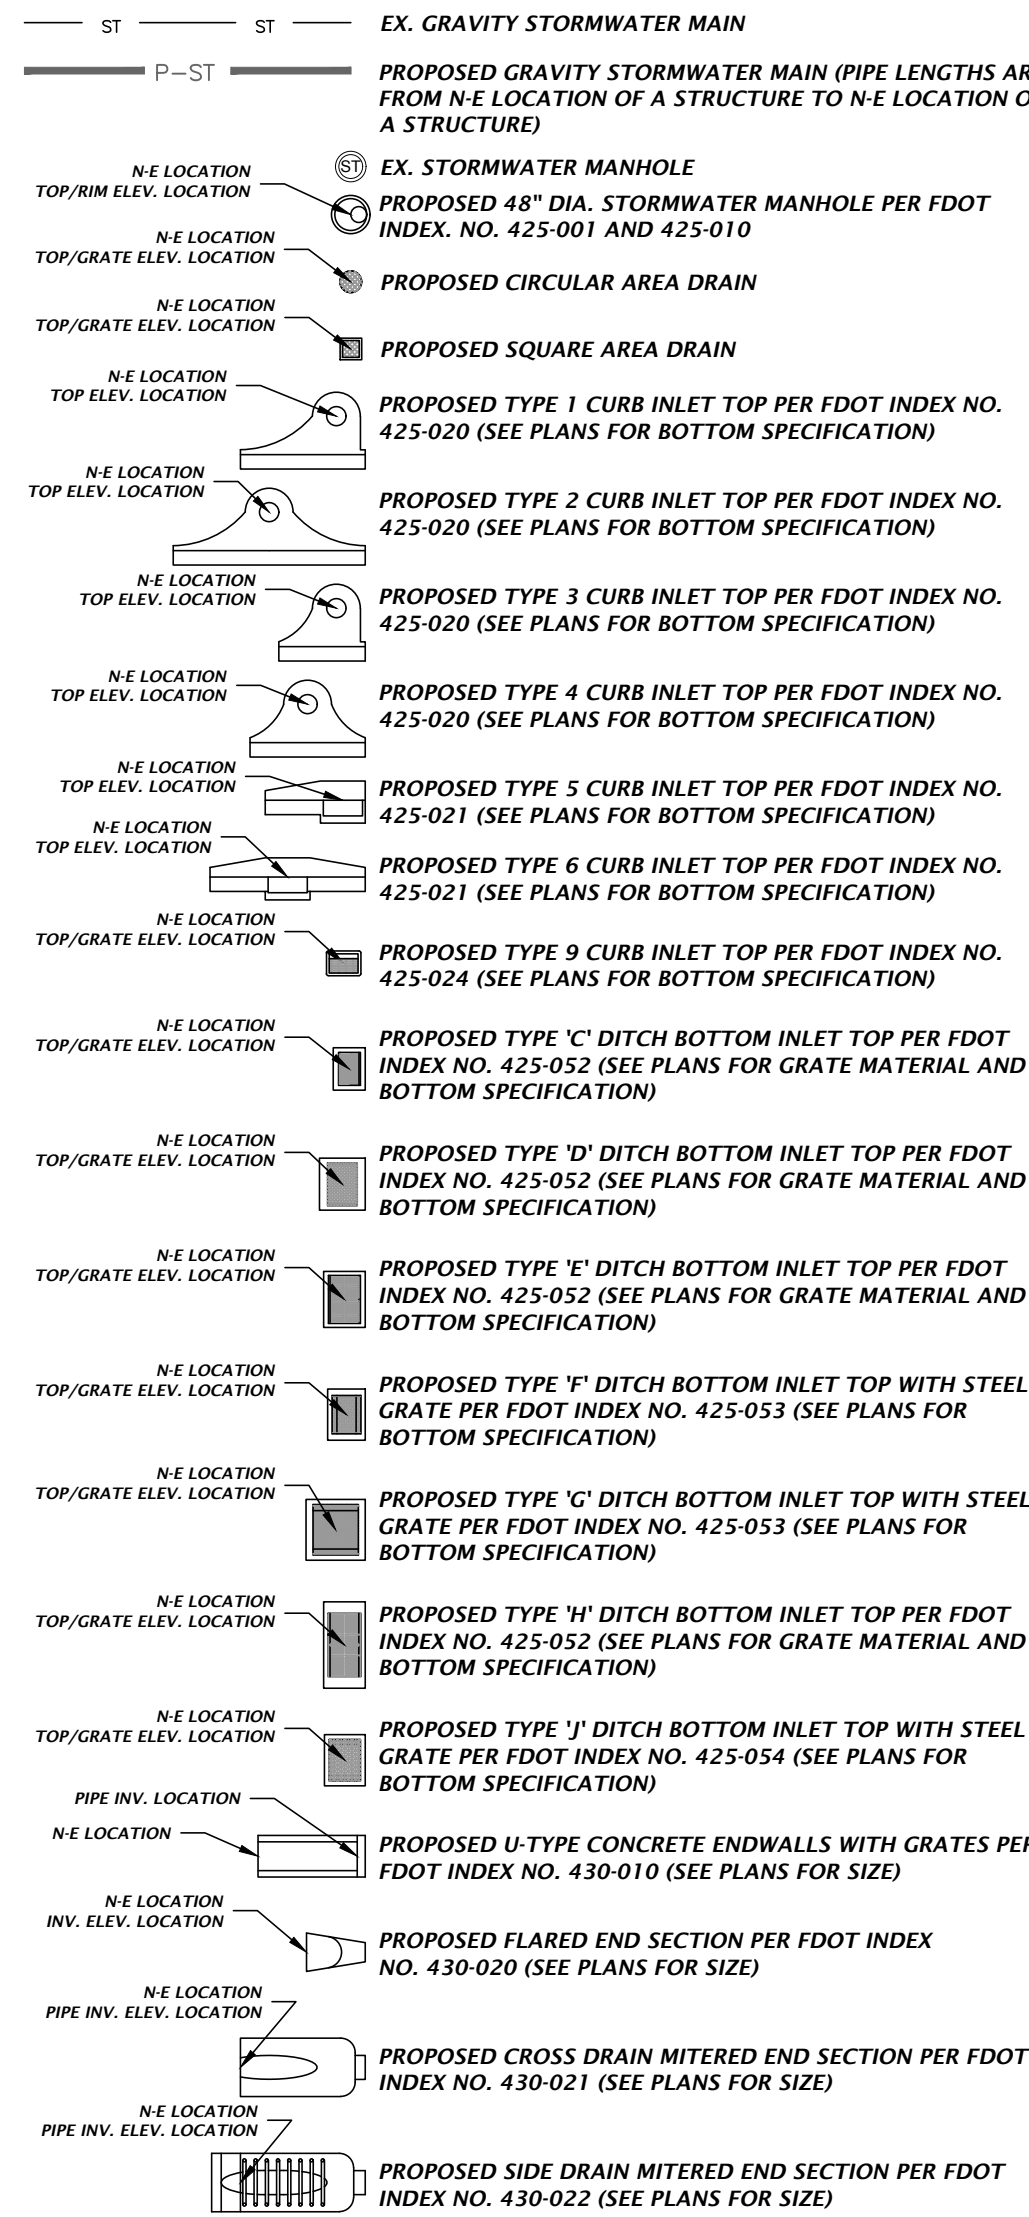 ST ST EX. GRAVITY STORMWATER MAIN
P-ST PROPOSED GRAVITY STORMWATER MAIN (PIPE LENGTHS
FROM N-E LOCATION OF A STRUCTURE TO N-E LOCATION
A STRUCTURE)
ST EX. STORMWATER MANHOLE
N-E LOCATION
TOP/RIM ELEV. LOCATION
PROPOSED 48" DIA. STORMWATER MANHOLE PER FDOT
INDEX. NO. 425-001 AND 425-010
N-E LOCATION
TOP/GRATE ELEV. LOCATION
PROPOSED CIRCULAR AREA DRAIN
N-E LOCATION
TOP/GRATE ELEV. LOCATION
PROPOSED SQUARE AREA DRAIN
N-E LOCATION
TOP ELEV. LOCATION
PROPOSED TYPE 1 CURB INLET TOP PER FDOT INDEX NO.
425-020 (SEE PLANS FOR BOTTOM SPECIFICATION)
N-E LOCATION
TOP ELEV. LOCATION
PROPOSED TYPE 2 CURB INLET TOP PER FDOT INDEX NO.
425-020 (SEE PLANS FOR BOTTOM SPECIFICATION)
N-E LOCATION
TOP ELEV. LOCATION
PROPOSED TYPE 3 CURB INLET TOP PER FDOT INDEX NO.
425-020 (SEE PLANS FOR BOTTOM SPECIFICATION)
N-E LOCATION
TOP ELEV. LOCATION
PROPOSED TYPE 4 CURB INLET TOP PER FDOT INDEX NO.
425-020 (SEE PLANS FOR BOTTOM SPECIFICATION)
N-E LOCATION
TOP ELEV. LOCATION
PROPOSED TYPE 5 CURB INLET TOP PER FDOT INDEX NO.
425-021 (SEE PLANS FOR BOTTOM SPECIFICATION)
N-E LOCATION
TOP ELEV. LOCATION
PROPOSED TYPE 6 CURB INLET TOP PER FDOT INDEX NO.
425-021 (SEE PLANS FOR BOTTOM SPECIFICATION)
N-E LOCATION
TOP/GRATE ELEV. LOCATION
PROPOSED TYPE 9 CURB INLET TOP PER FDOT INDEX NO.
425-024 (SEE PLANS FOR BOTTOM SPECIFICATION)
N-E LOCATION
TOP/GRATE ELEV. LOCATION
PROPOSED TYPE 'C' DITCH BOTTOM INLET TOP PER FDOT
INDEX NO. 425-052 (SEE PLANS FOR GRATE MATERIAL AND
BOTTOM SPECIFICATION)
N-E LOCATION
TOP/GRATE ELEV. LOCATION
PROPOSED TYPE 'D' DITCH BOTTOM INLET TOP PER FDOT
INDEX NO. 425-052 (SEE PLANS FOR GRATE MATERIAL AND
BOTTOM SPECIFICATION)
N-E LOCATION
TOP/GRATE ELEV. LOCATION
PROPOSED TYPE 'E' DITCH BOTTOM INLET TOP PER FDOT
INDEX NO. 425-052 (SEE PLANS FOR GRATE MATERIAL AND
BOTTOM SPECIFICATION)
N-E LOCATION
TOP/GRATE ELEV. LOCATION
PROPOSED TYPE 'F' DITCH BOTTOM INLET TOP WITH STEEL
GRATE PER FDOT INDEX NO. 425-053 (SEE PLANS FOR
BOTTOM SPECIFICATION)
N-E LOCATION
TOP/GRATE ELEV. LOCATION
PROPOSED TYPE 'G' DITCH BOTTOM INLET TOP WITH STEEL
GRATE PER FDOT INDEX NO. 425-053 (SEE PLANS FOR
BOTTOM SPECIFICATION)
N-E LOCATION
TOP/GRATE ELEV. LOCATION
PROPOSED TYPE 'H' DITCH BOTTOM INLET TOP PER FDOT
INDEX NO. 425-052 (SEE PLANS FOR GRATE MATERIAL AND
BOTTOM SPECIFICATION)
N-E LOCATION
TOP/GRATE ELEV. LOCATION
PROPOSED TYPE 'J' DITCH BOTTOM INLET TOP WITH STEEL
GRATE PER FDOT INDEX NO. 425-054 (SEE PLANS FOR
BOTTOM SPECIFICATION)
PIPE INV. LOCATION
N-E LOCATION
PROPOSED U-TYPE CONCRETE ENDWALLS WITH GRATES PER
FDOT INDEX NO. 430-010 (SEE PLANS FOR SIZE)
N-E LOCATION
INV. ELEV. LOCATION
PROPOSED FLARED END SECTION PER FDOT INDEX
NO. 430-020 (SEE PLANS FOR SIZE)
N-E LOCATION
PIPE INV. ELEV. LOCATION
PROPOSED CROSS DRAIN MITERED END SECTION PER FDOT
INDEX NO. 430-021 (SEE PLANS FOR SIZE)
N-E LOCATION
PIPE INV. ELEV. LOCATION
PROPOSED SIDE DRAIN MITERED END SECTION PER FDOT
INDEX NO. 430-022 (SEE PLANS FOR SIZE)